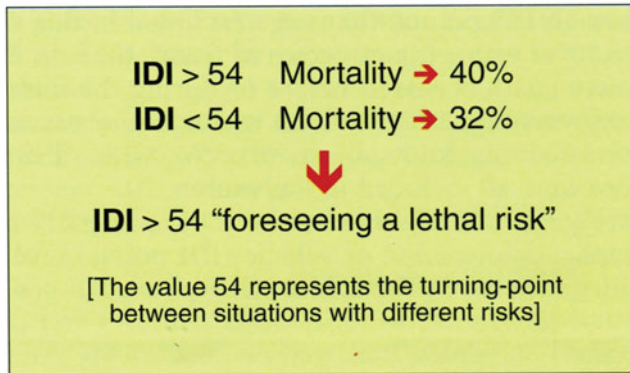 IDI > 54 Mortality → 40%
IDI < 54 Mortality → 32%
IDI > 54 “foreseeing a lethal risk”
[The value 54 represents the turning-point
between situations with different risks]